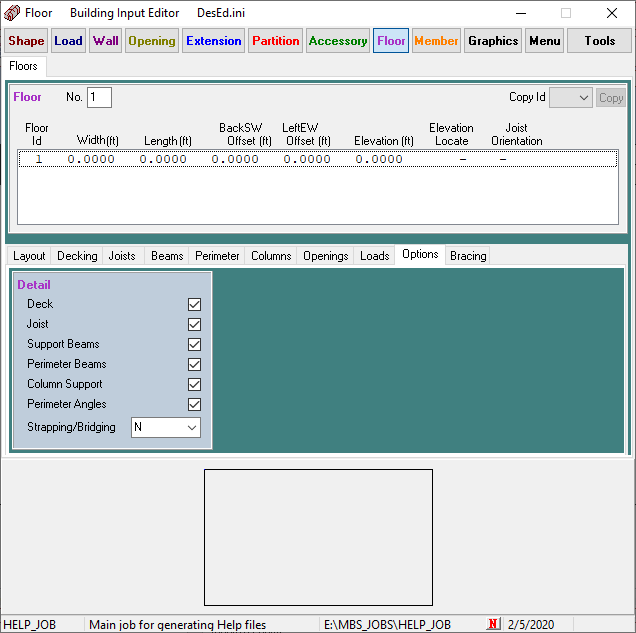 Floor Building Input Editor DesEd.ini
Shape Load Wall Opening Extension Partition Accessory Floor Member Graphics Menu Tools
Floors
Floor No. 1 Copy Id Copy
Floor Id Width(ft) Length (ft) BackSW Offset (ft) LeftEW Offset (ft) Elevation (ft) Elevation Locate Joist Orientation
1 0.0000 0.0000 0.0000 0.0000 0.0000 – –
Layout Decking Joists Beams Perimeter Columns Openings Loads Options Bracing
Detail
Deck
Joist
Support Beams
Perimeter Beams
Column Support
Perimeter Angles
Strapping/Bridging N
HELP_JOB Main job for generating Help files E:\MBS_JOBS\HELP_JOB N 2/5/2020